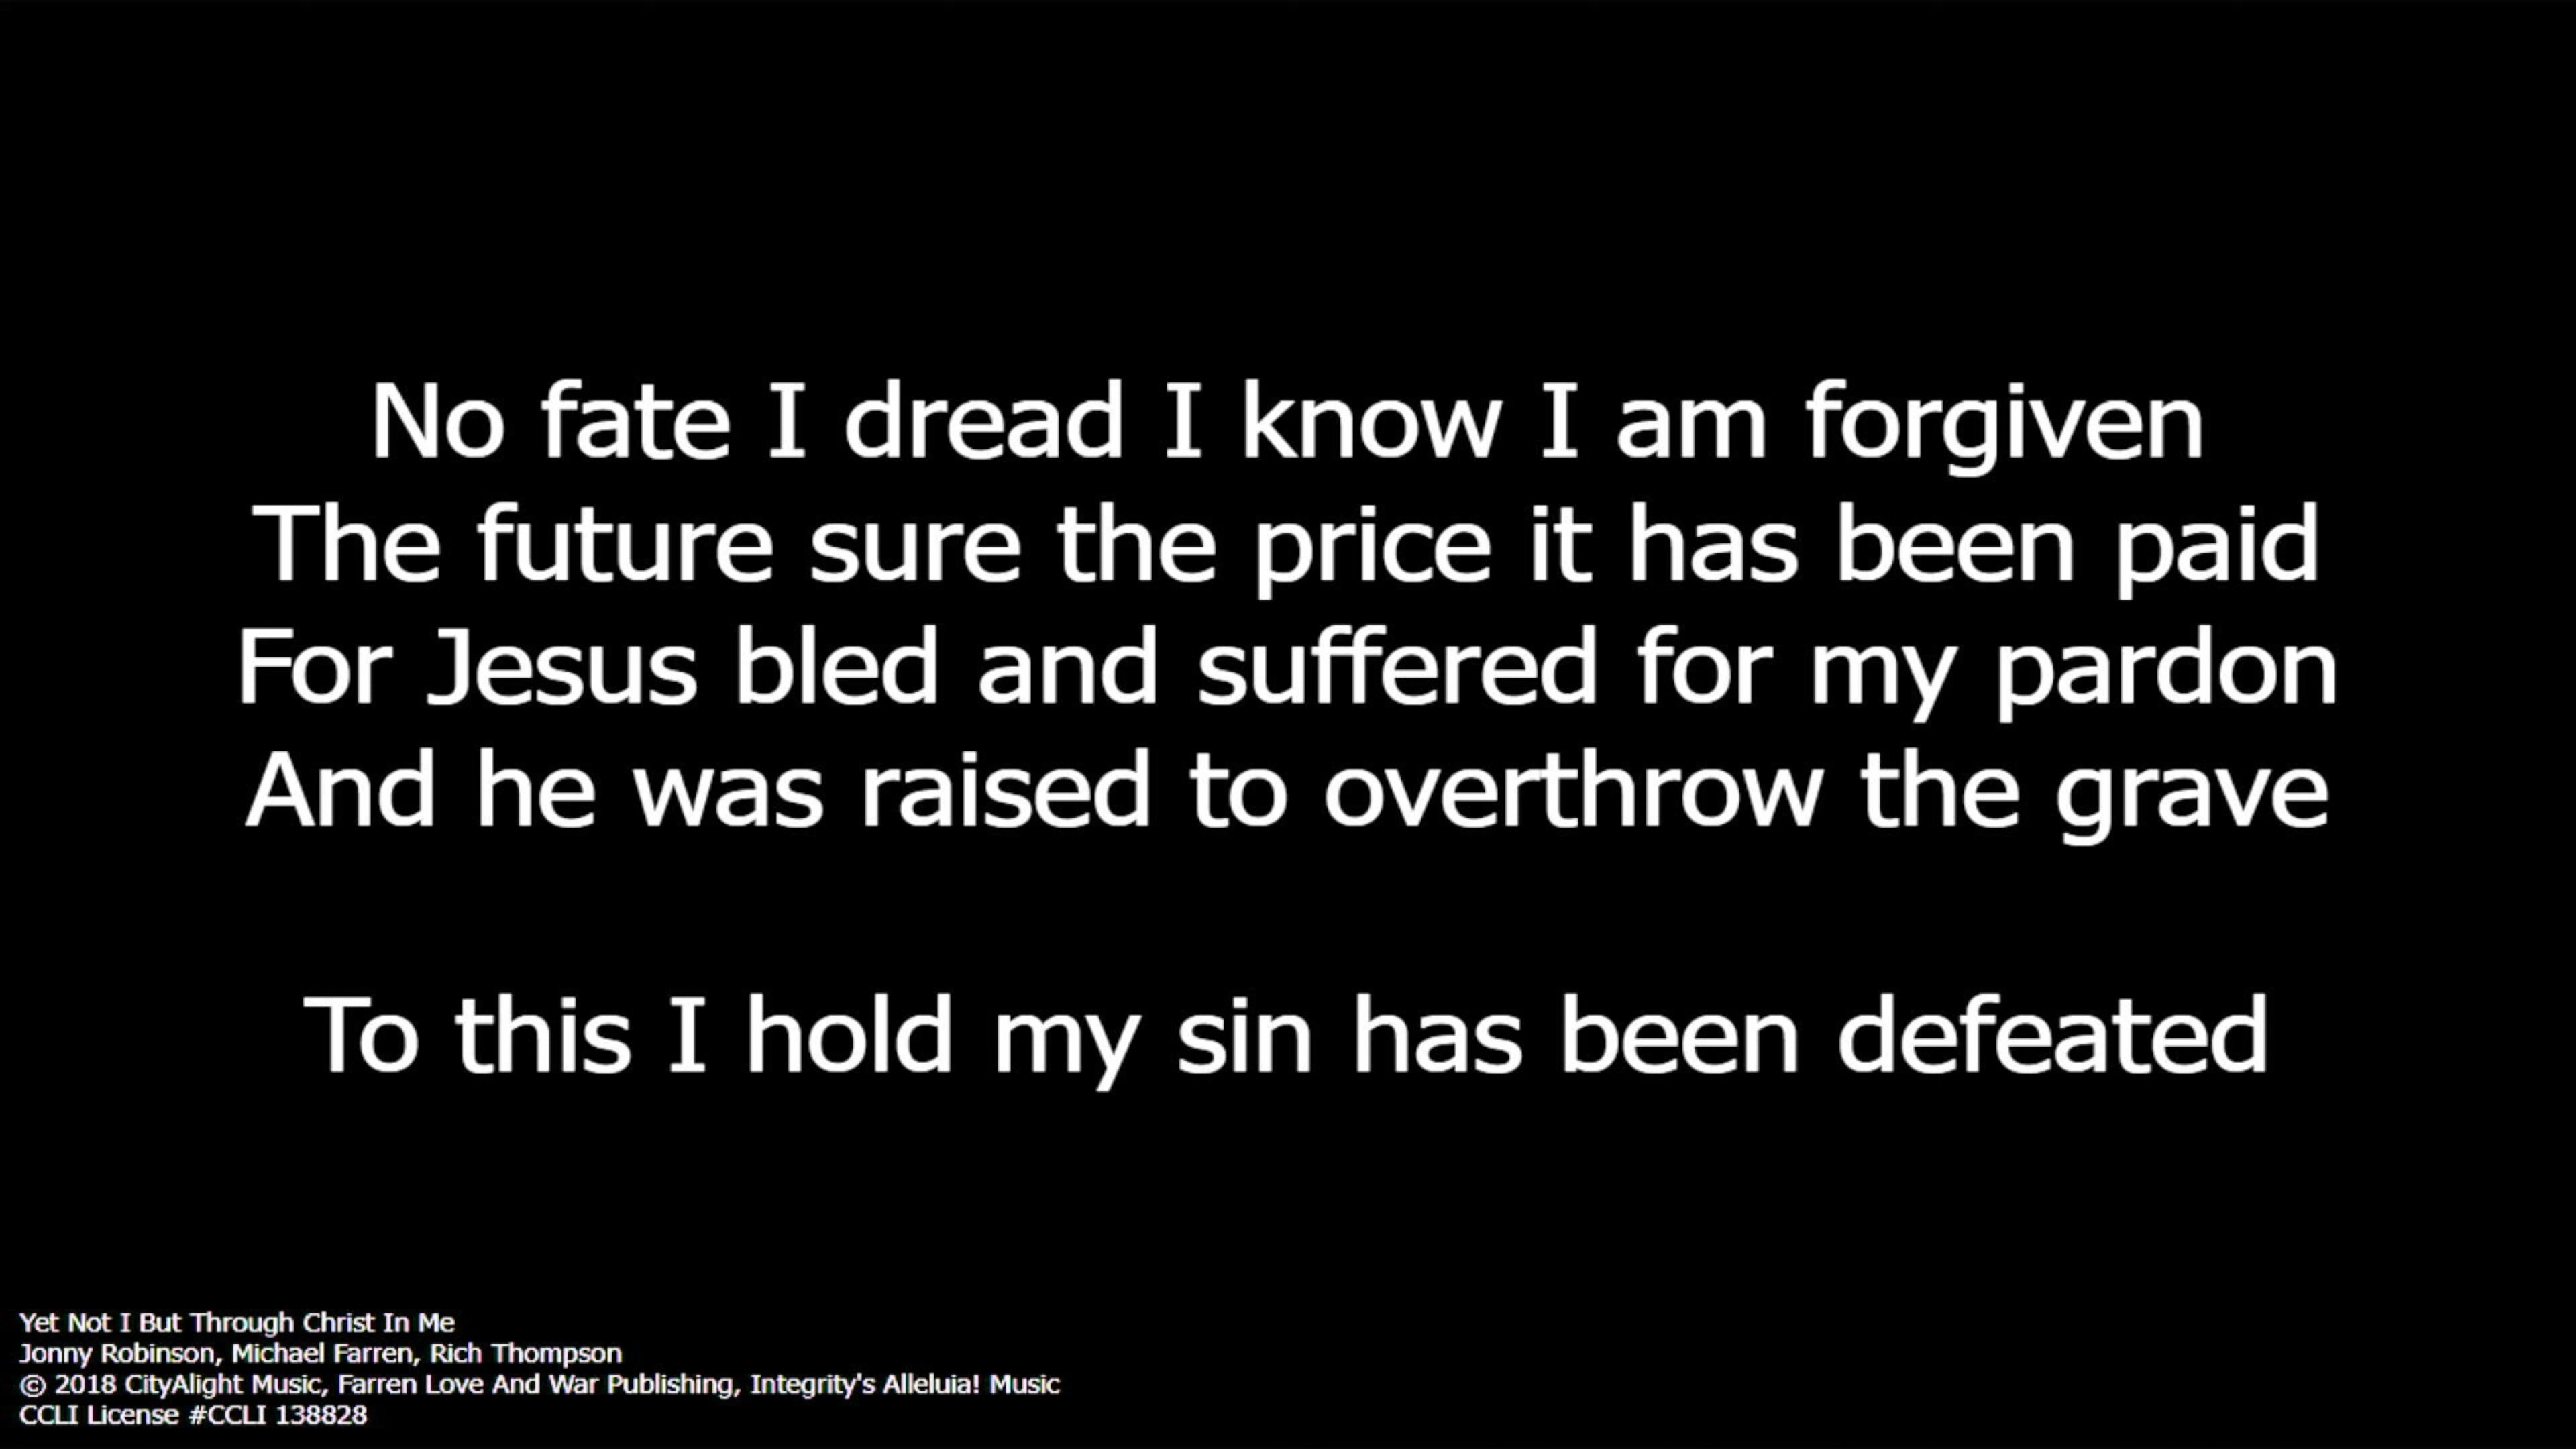 No fate I dread I know I am forgiven
The future sure the price it has been paid
For Jesus bled and suffered for my pardon
And he was raised to overthrow the grave
To this I hold my sin has been defeated
Yet Not I But Through Christ In Me
Jonny Robinson, Michael Farren, Rich Thompson
© 2018 CityAlight Music, Farren Love And War Publishing, Integrity's Alleluia! Music
CCLI License #CCLI 138828